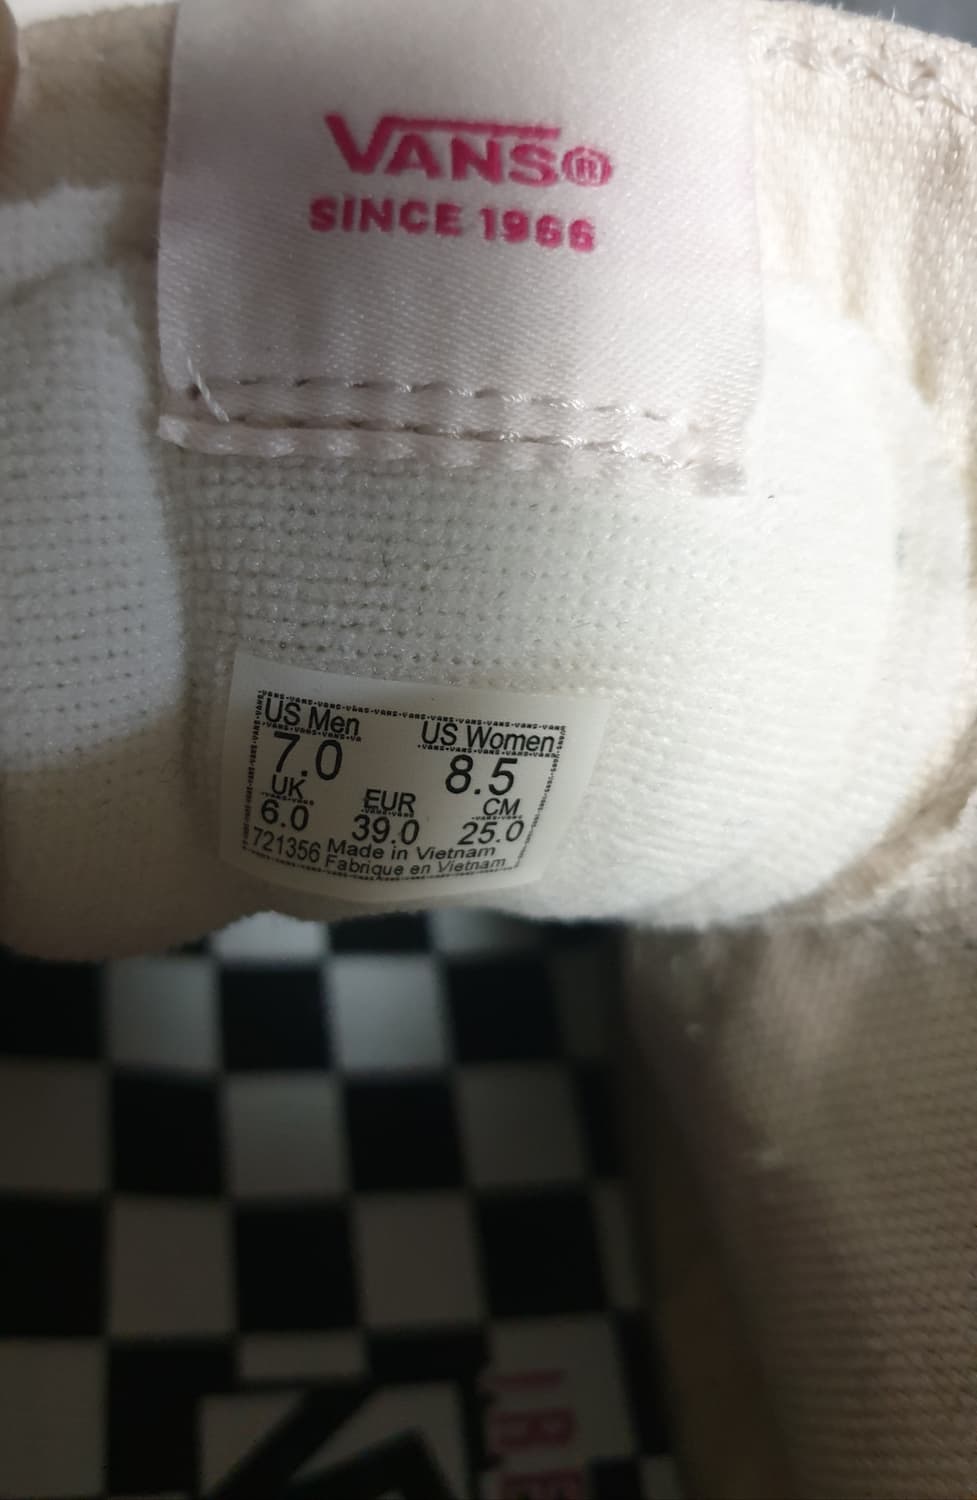 VANS®
SINCE 1966
US Men US Women
7.0 8.5
UK EUR CM
6.0 39.0 25.0
721356 Made in Vietnam
Fabriqué en Vietnam